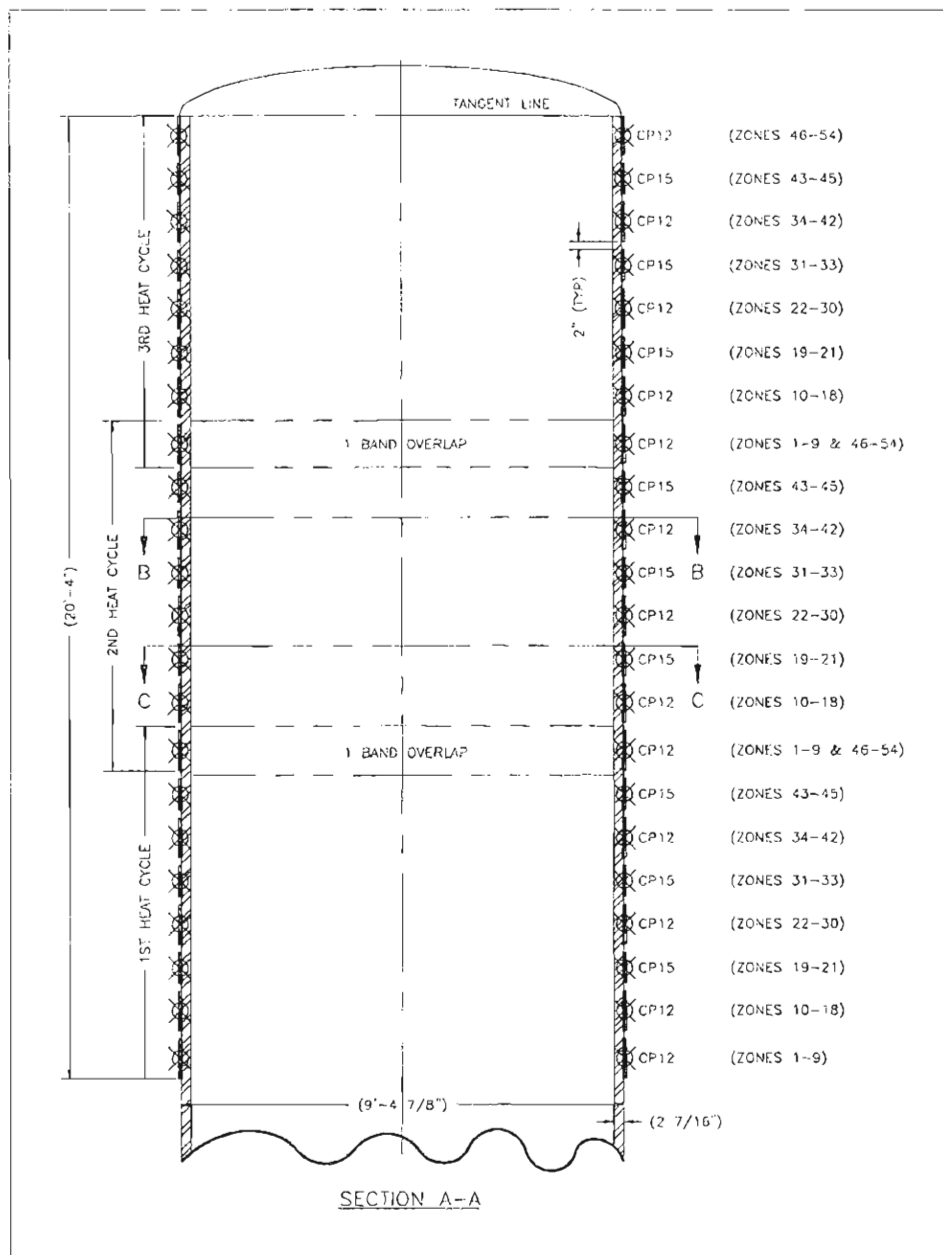 TANGENT LINE
CP12 (ZONES 46-54)
CP15 (ZONES 43-45)
CP12 (ZONES 34-42)
CP15 (ZONES 31-33)
2" (TYP)
CP12 (ZONES 22-30)
3RD HEAT CYCLE
CP15 (ZONES 19-21)
CP12 (ZONES 10-18)
1 BAND OVERLAP
CP12 (ZONES 1-9 & 46-54)
CP15 (ZONES 43-45)
CP12 (ZONES 34-42)
B
CP15
B
(ZONES 31-33)
(20'-4")
2ND HEAT CYCLE
CP12 (ZONES 22-30)
CP15 (ZONES 19-21)
C
CP12
C
(ZONES 10-18)
1 BAND OVERLAP
CP12 (ZONES 1-9 & 46-54)
CP15 (ZONES 43-45)
CP12 (ZONES 34-42)
1ST HEAT CYCLE
CP15 (ZONES 31-33)
CP12 (ZONES 22-30)
CP15 (ZONES 19-21)
CP12 (ZONES 10-18)
CP12 (ZONES 1-9)
(9'-4 7/8")
(2 7/16")
SECTION A-A